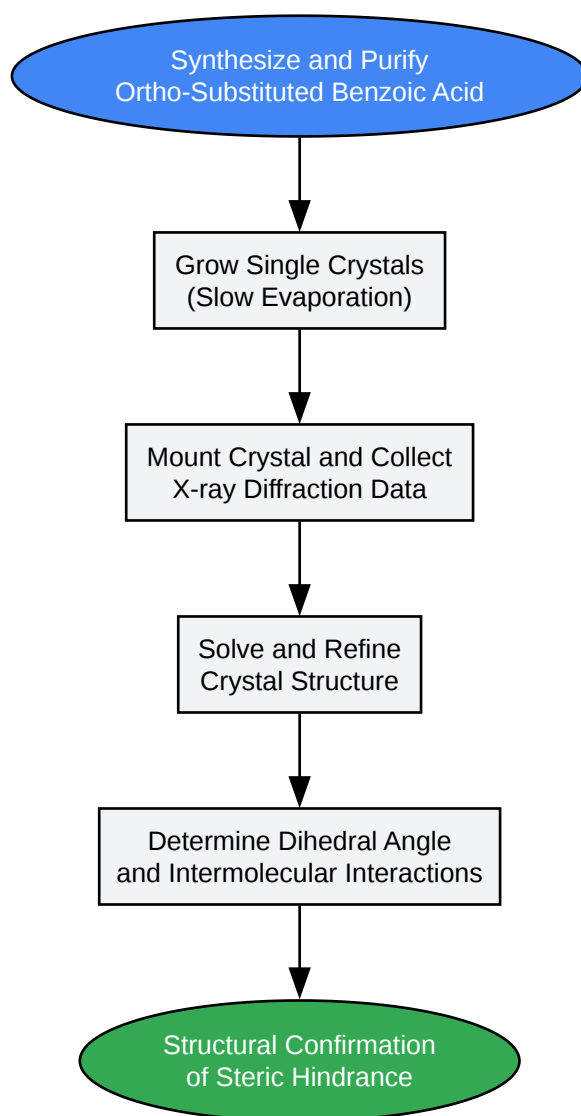 Synthesize and Purify
Ortho-Substituted Benzoic Acid
Grow Single Crystals
(Slow Evaporation)
Mount Crystal and Collect
X-ray Diffraction Data
Solve and Refine
Crystal Structure
Determine Dihedral Angle
and Intermolecular Interactions
Structural Confirmation
of Steric Hindrance